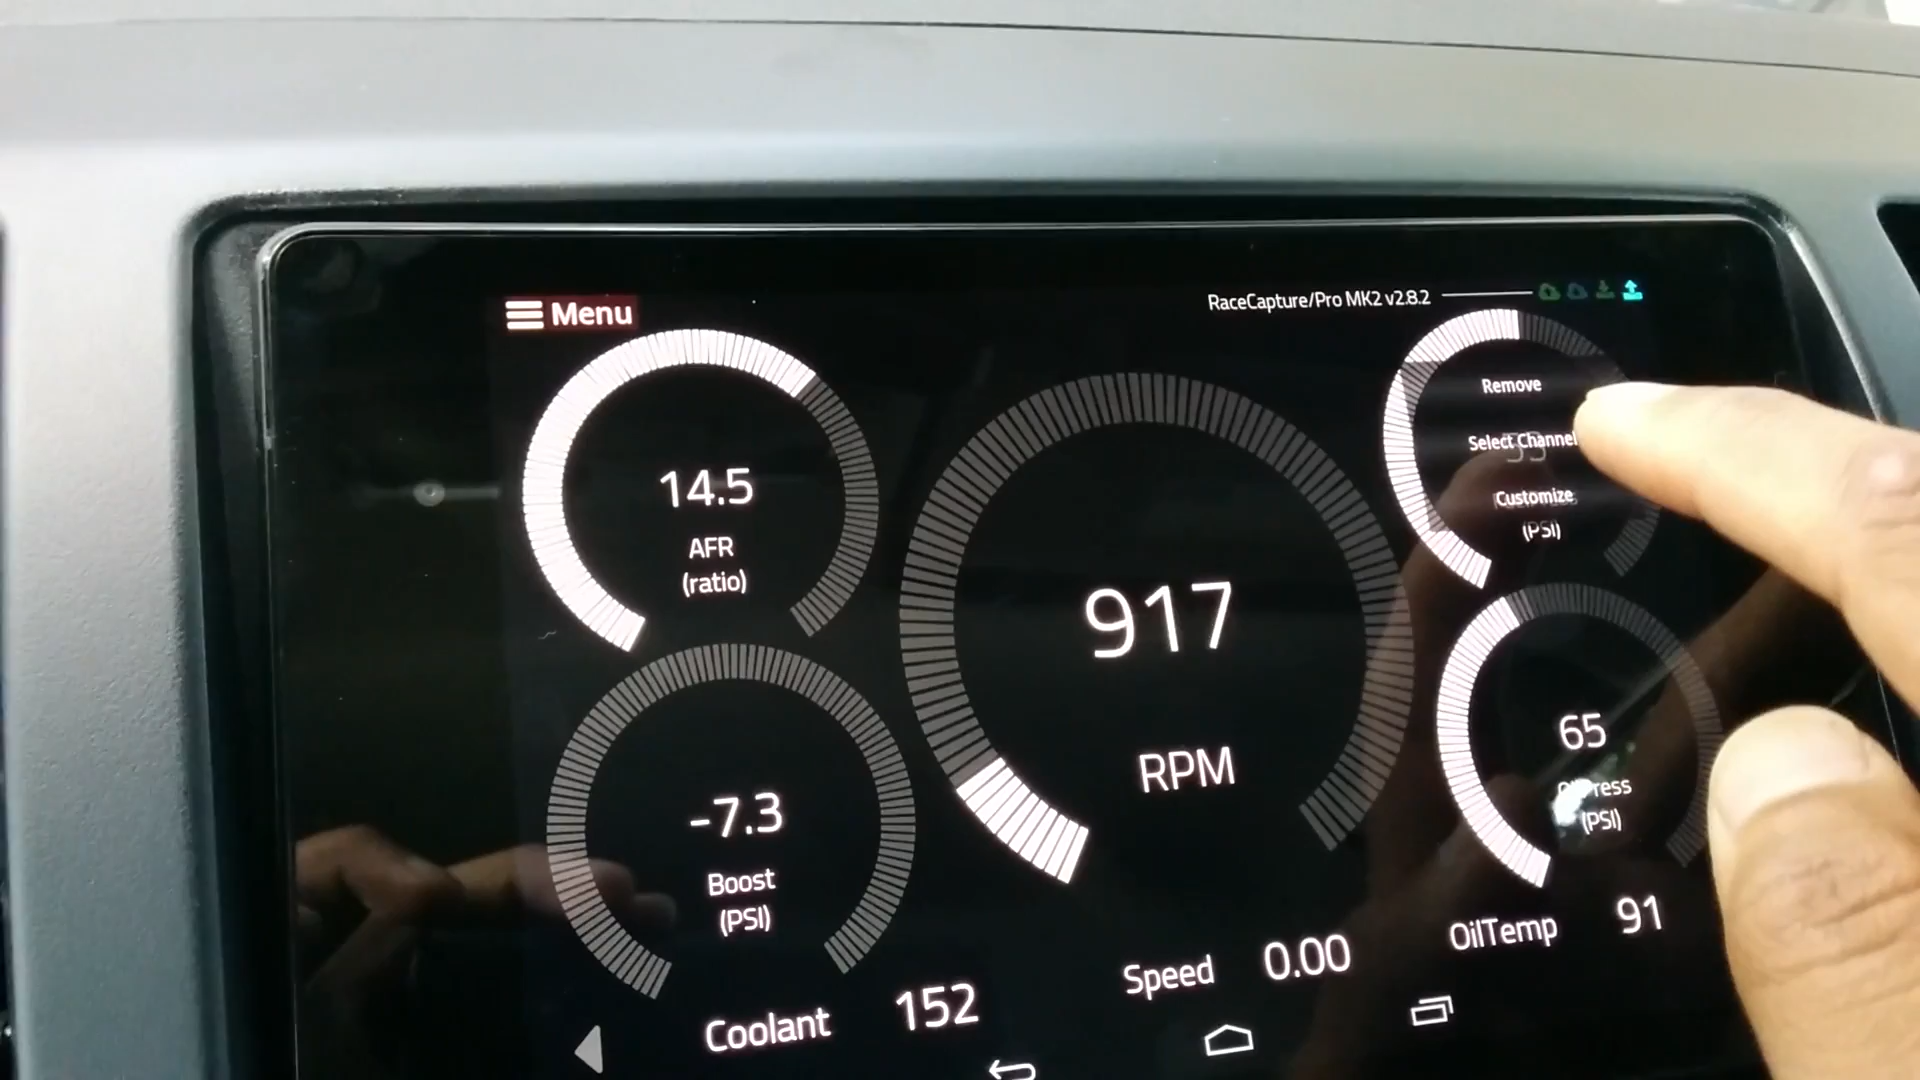 Menu
RaceCapture/Pro MK2 v2.8.2
14.5
AFR
(ratio)
917
RPM
Remove
Select Channel
Customize
(PSI)
-7.3
Boost
(PSI)
65
(PSI)
Coolant 152
Speed 0.00
OilTemp 91